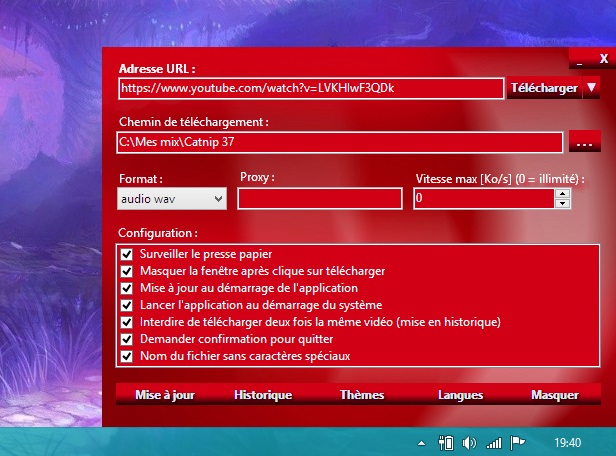 _ X
Adresse URL :
https://www.youtube.com/watch?v=LVKHlwF3QDk
Télécharger
Chemin de téléchargement :
C:\Mes mix\Catnip 37
...
Format :
Proxy :
Vitesse max [Ko/s] (0 = illimité) :
audio wav
0
Configuration :
Surveiller le presse papier
Masquer la fenêtre après clique sur télécharger
Mise à jour au démarrage de l'application
Lancer l'application au démarrage du système
Interdire de télécharger deux fois la même vidéo (mise en historique)
Demander confirmation pour quitter
Nom du fichier sans caractères spéciaux
Mise à jour Historique Thèmes Langues Masquer
19:40